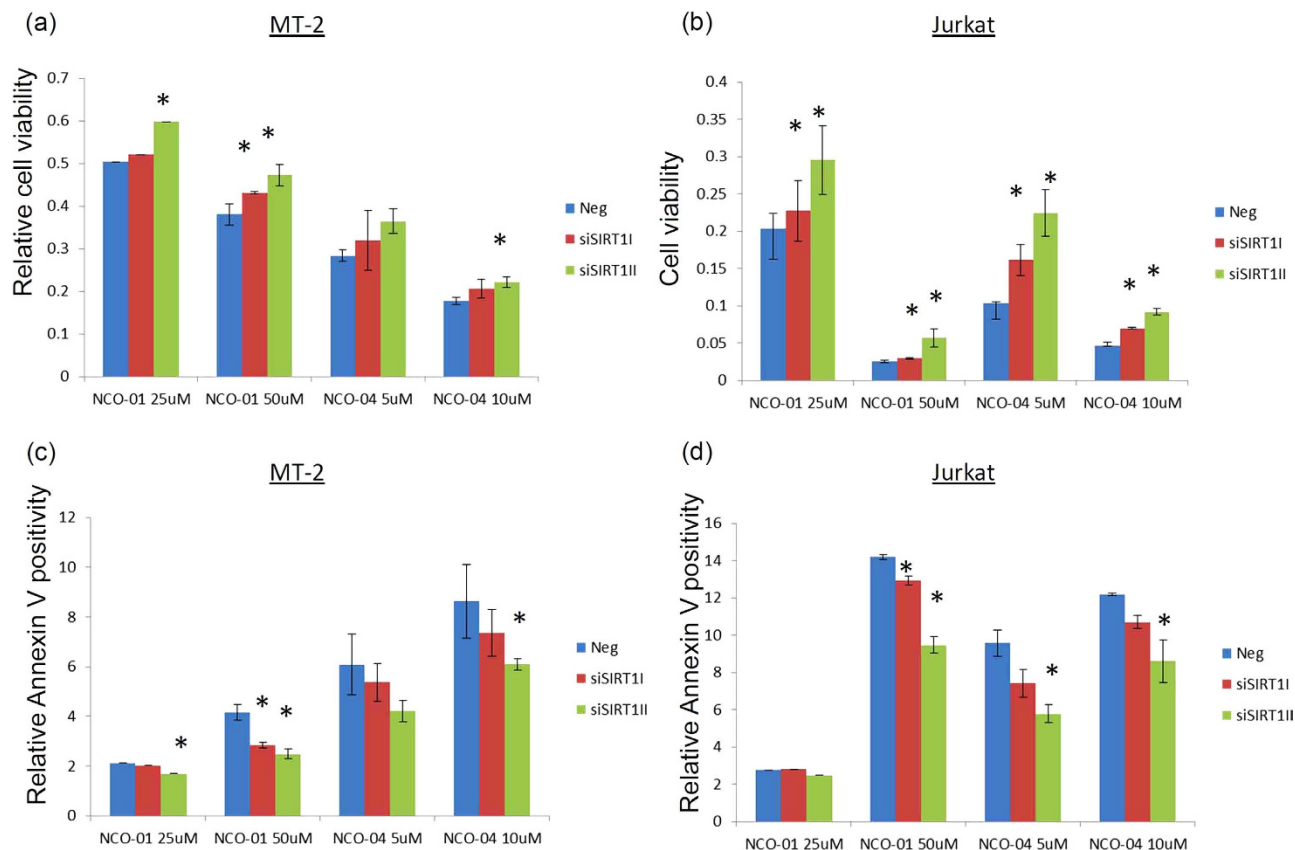 (a)
MT-2
Relative cell viability
0.7
0.6
0.5
0.4
0.3
0.2
0.1
0
*
* *
*
NCO-01 25uM NCO-01 50uM NCO-04 5uM NCO-04 10uM
Neg
siSIRT1I
siSIRT1II
(b)
Jurkat
Cell viability
0.4
0.35
0.3
0.25
0.2
0.15
0.1
0.05
0
* *
* *
* *
* *
NCO-01 25uM NCO-01 50uM NCO-04 5uM NCO-04 10uM
Neg
siSIRT1I
siSIRT1II
(c)
MT-2
Relative Annexin V positivity
12
10
8
6
4
2
0
*
* *
*
NCO-01 25uM NCO-01 50uM NCO-04 5uM NCO-04 10uM
Neg
siSIRT1I
siSIRT1II
(d)
Jurkat
Relative Annexin V positivity
16
14
12
10
8
6
4
2
0
* *
*
*
NCO-01 25uM NCO-01 50uM NCO-04 5uM NCO-04 10uM
Neg
siSIRT1I
siSIRT1II